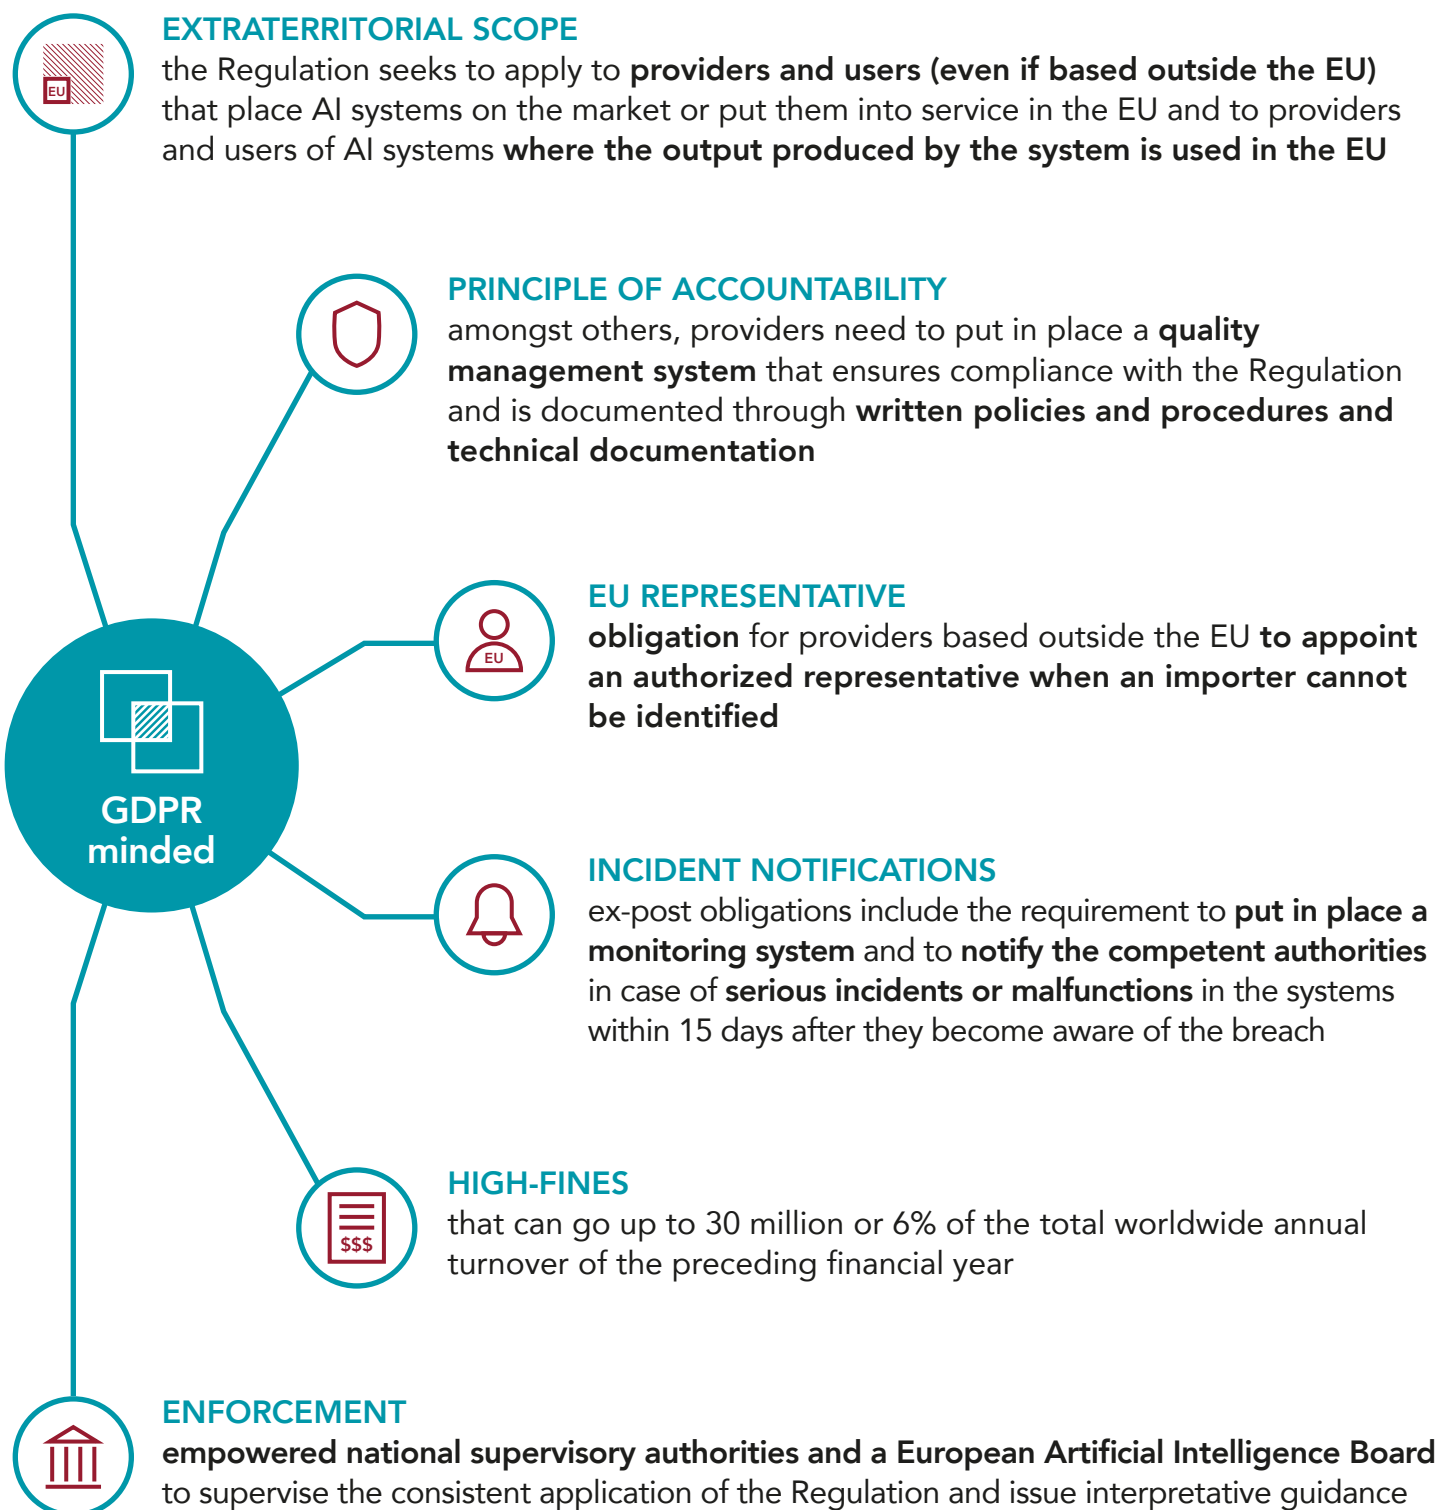 EXTRATERRITORIAL SCOPE
the Regulation seeks to apply to providers and users (even if based outside the EU)
that place AI systems on the market or put them into service in the EU and to providers
and users of AI systems where the output produced by the system is used in the EU
EU
PRINCIPLE OF ACCOUNTABILITY
amongst others, providers need to put in place a quality
management system that ensures compliance with the Regulation
and is documented through written policies and procedures and
technical documentation
EU REPRESENTATIVE
obligation for providers based outside the EU to appoint
an authorized representative when an importer cannot
be identified
EU
GDPR
minded
INCIDENT NOTIFICATIONS
ex-post obligations include the requirement to put in place a
monitoring system and to notify the competent authorities
in case of serious incidents or malfunctions in the systems
within 15 days after they become aware of the breach
HIGH-FINES
that can go up to 30 million or 6% of the total worldwide annual
turnover of the preceding financial year
$$$
ENFORCEMENT
empowered national supervisory authorities and a European Artificial Intelligence Board
to supervise the consistent application of the Regulation and issue interpretative guidance